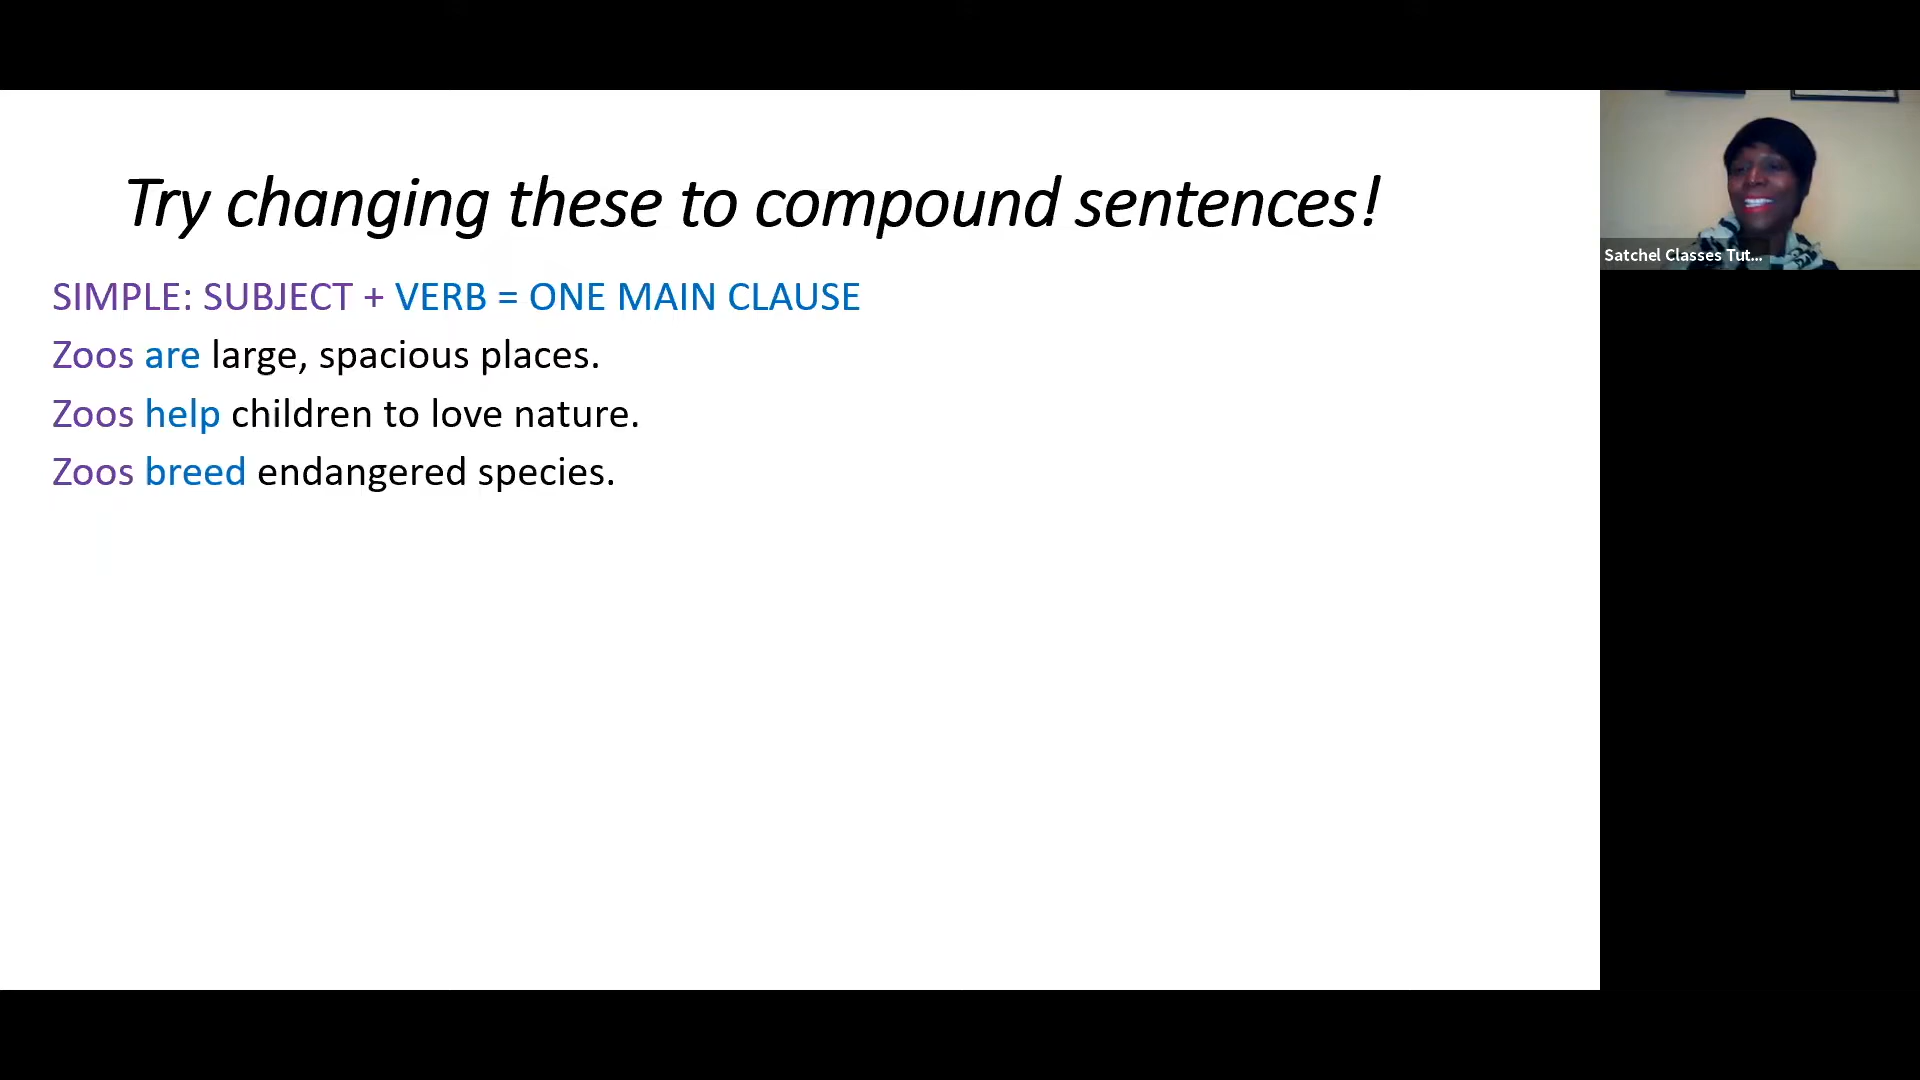 Try changing these to compound sentences!
SIMPLE: SUBJECT + VERB = ONE MAIN CLAUSE
Zoos are large, spacious places.
Zoos help children to love nature.
Zoos breed endangered species.
Satchel Classes Tut...